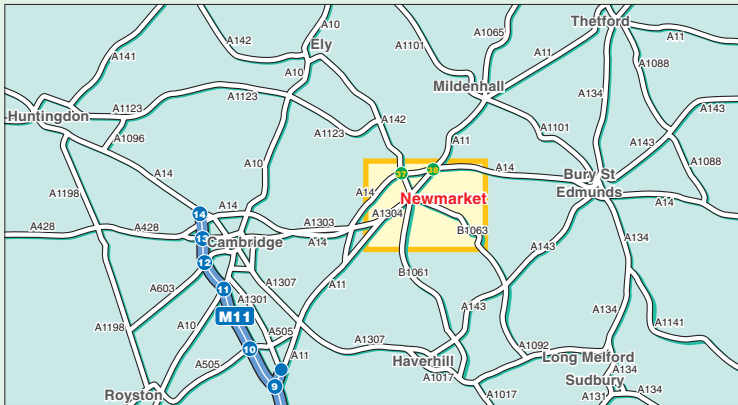 A10
A1065
Thetford
A142
Ely
A1101
A11
A11
A141
A10
A1088
Mildenhall
A134
A1123
A1123
A142
A143
Huntingdon
A1123
A1101
A1096
A11
A143
A10
A1088
A14
37
38
A14
Bury St
Edmunds
A1198
A14
Newmarket
A14
14
A14
A1304
A1303
A428
A428
13
Cambridge
A14
B1063
A134
A143
12
B1061
A603
A1307
A11
11
A1301
A143
A134
M11
A1198
A10
A505
A1141
A1307
A1092
10
A11
Haverhill
Long Melford
A505
A134
A1017
Sudbury
9
A1017
A134
Royston
A131